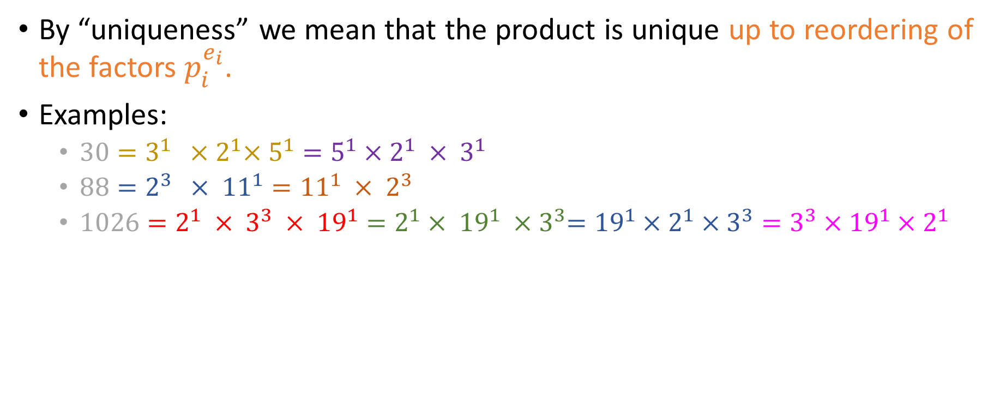 • By “uniqueness” we mean that the product is unique up to reordering of
the factors $p_i^{e_i}$.
• Examples:
• $30 = 3^1 \times 2^1 \times 5^1 = 5^1 \times 2^1 \times 3^1$
• $88 = 2^3 \times 11^1 = 11^1 \times 2^3$
• $1026 = 2^1 \times 3^3 \times 19^1 = 2^1 \times 19^1 \times 3^3 = 19^1 \times 2^1 \times 3^3 = 3^3 \times 19^1 \times 2^1$